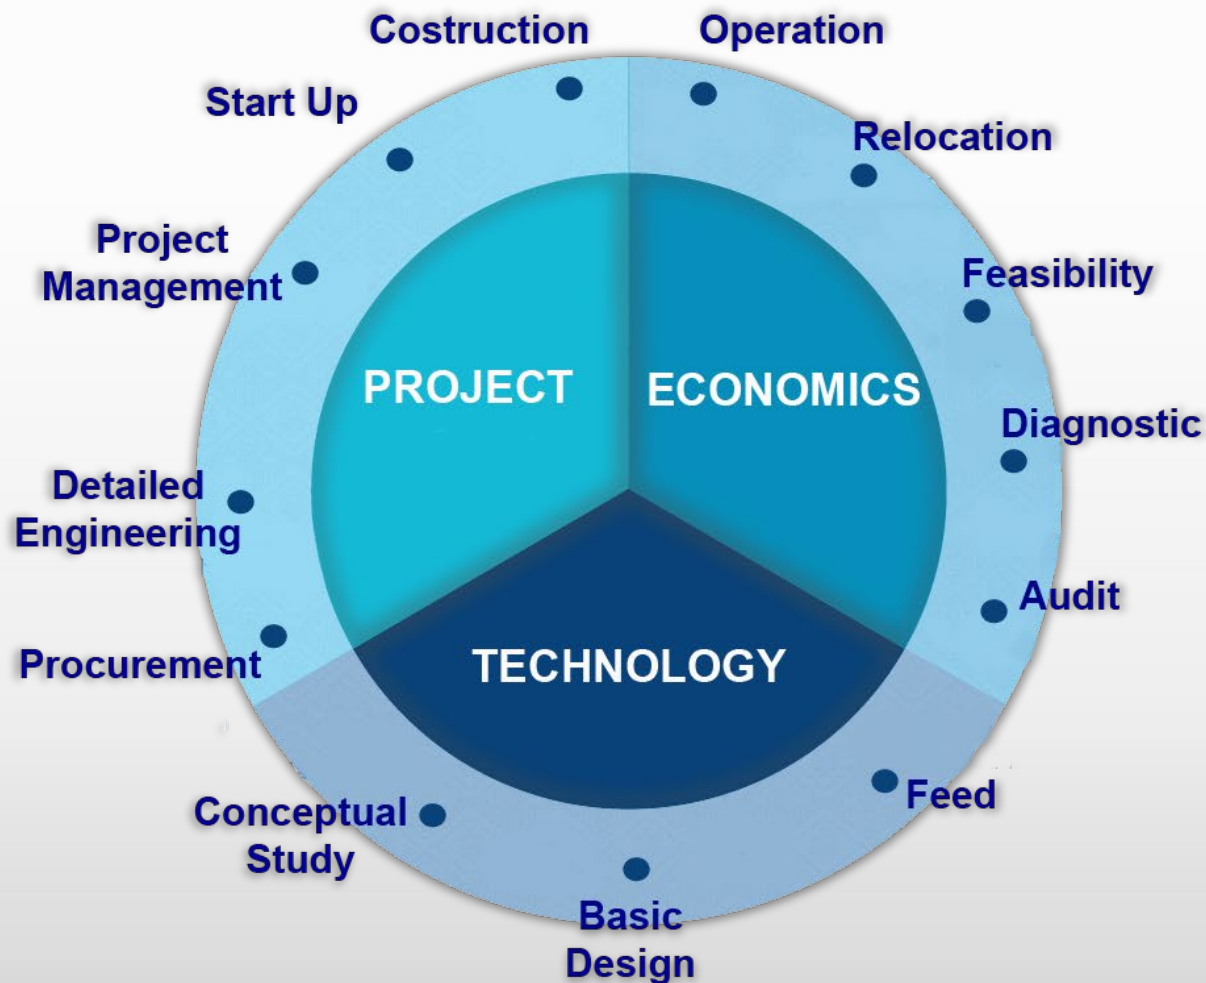 Costruction
Operation
Start Up
Relocation
Project
Management
Feasibility
PROJECT
ECONOMICS
Diagnostic
Detailed
Engineering
Audit
Procurement
TECHNOLOGY
Feed
Conceptual
Study
Basic
Design